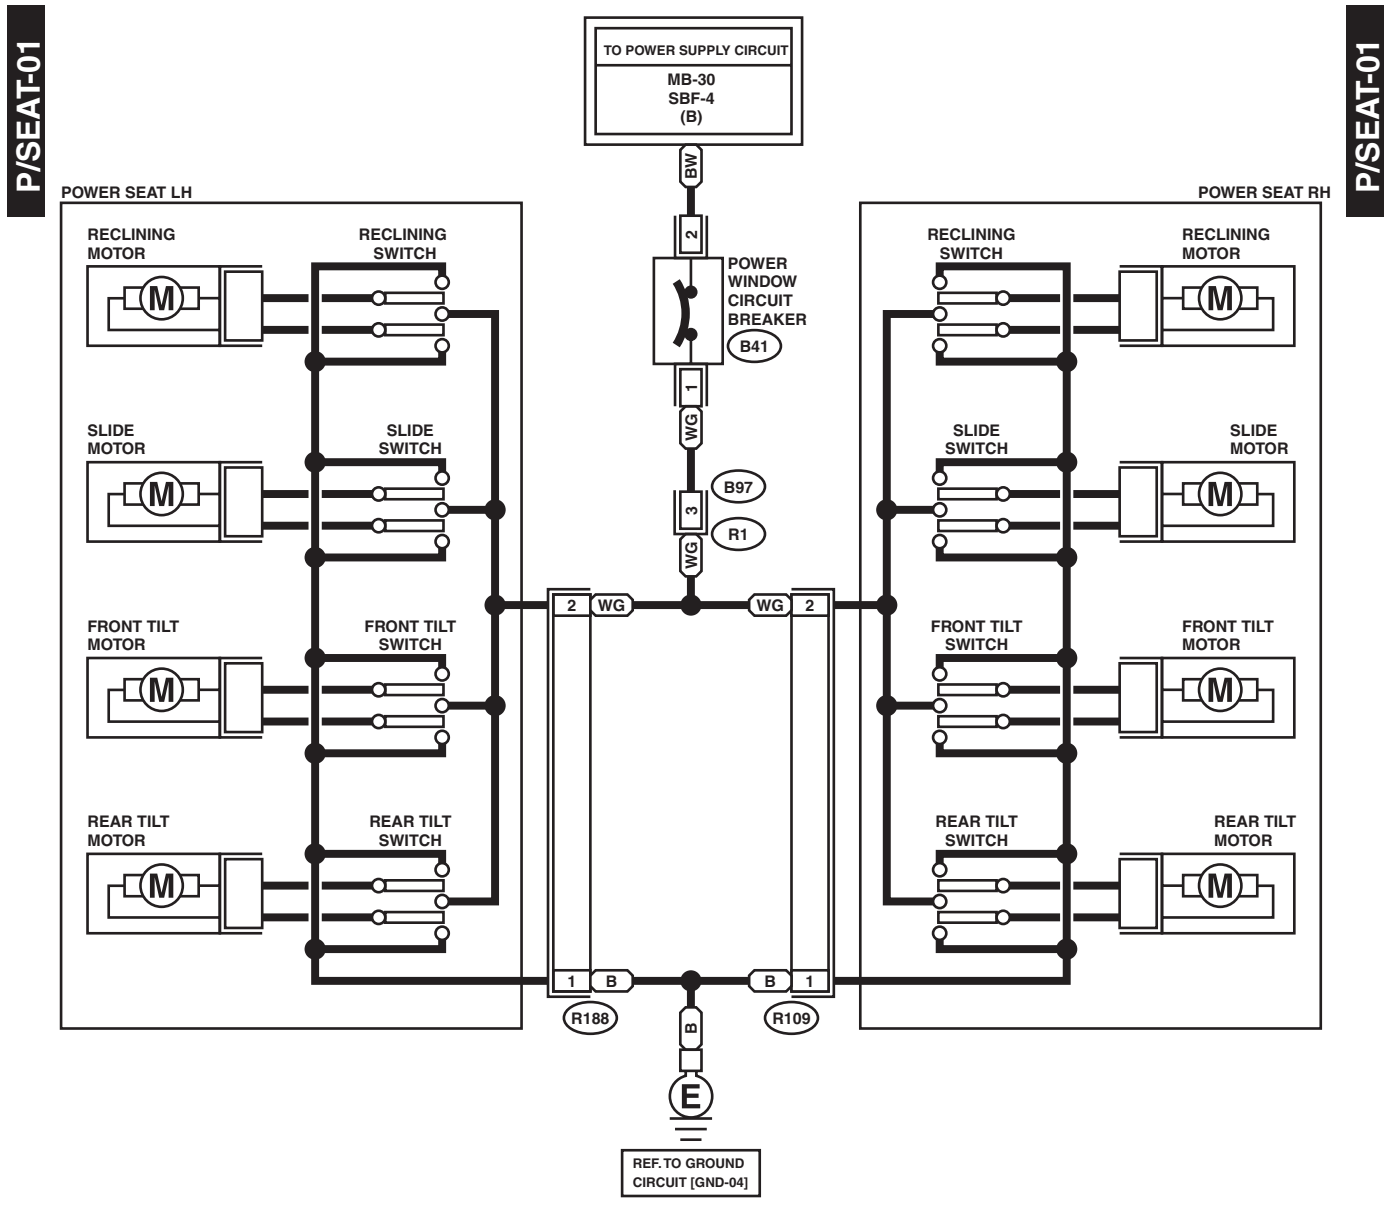 P/SEAT-01
P/SEAT-01
TO POWER SUPPLY CIRCUIT
MB-30
SBF-4
(B)
BW
2
POWER
WINDOW
CIRCUIT
BREAKER
B41
1
WG
B97
3
R1
WG
POWER SEAT LH
RECLINING
MOTOR
M
RECLINING
SWITCH
SLIDE
MOTOR
M
SLIDE
SWITCH
FRONT TILT
MOTOR
M
FRONT TILT
SWITCH
REAR TILT
MOTOR
M
REAR TILT
SWITCH
2 WG
WG 2
1 B
B 1
R188
R109
B
E
REF. TO GROUND
CIRCUIT [GND-04]
POWER SEAT RH
RECLINING
SWITCH
RECLINING
MOTOR
M
SLIDE
SWITCH
SLIDE
MOTOR
M
FRONT TILT
SWITCH
FRONT TILT
MOTOR
M
REAR TILT
SWITCH
REAR TILT
MOTOR
M